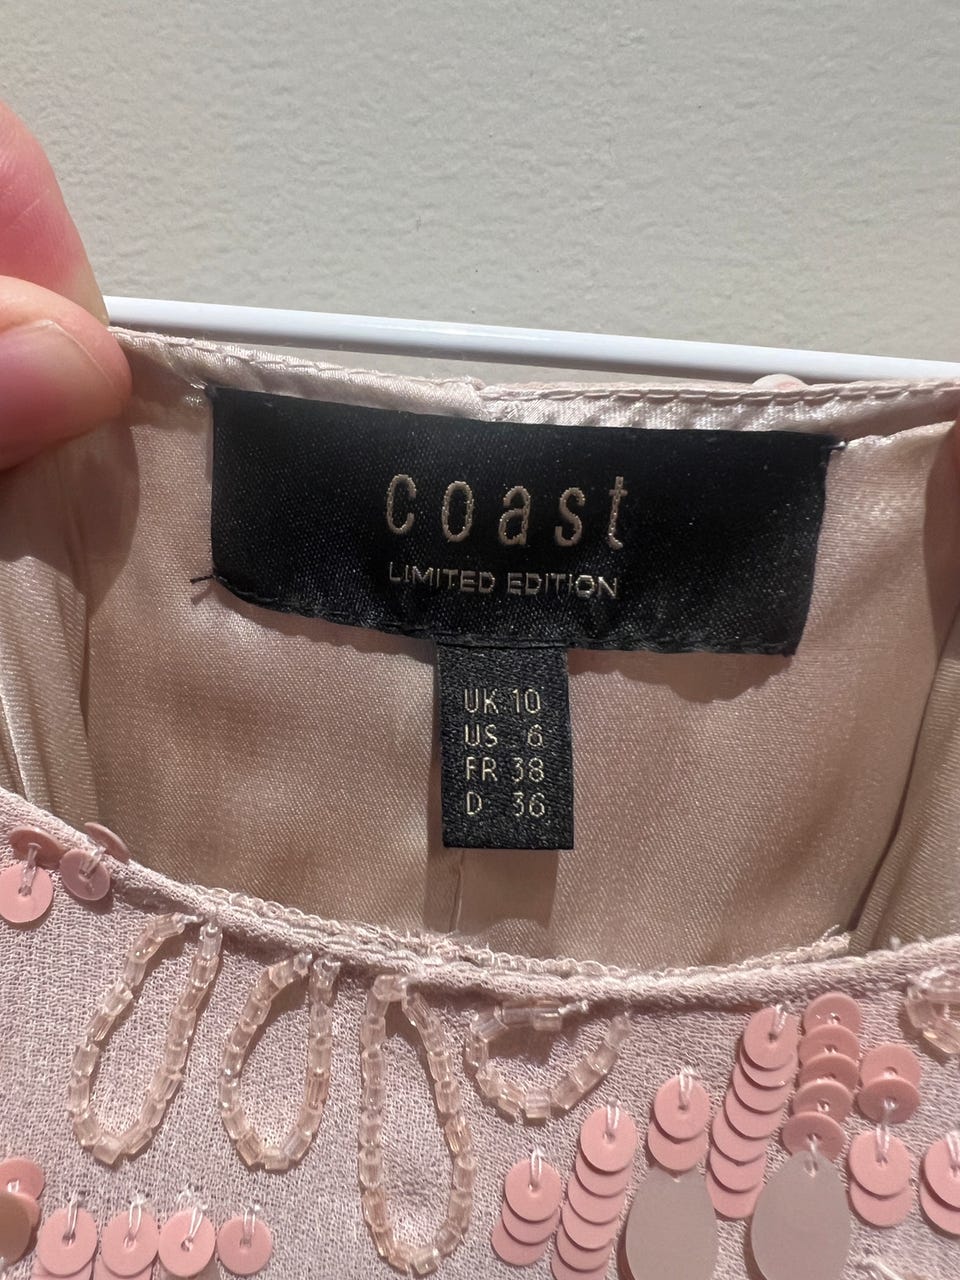 coast
LIMITED EDITION
UK 10
US 6
FR 38
D 36